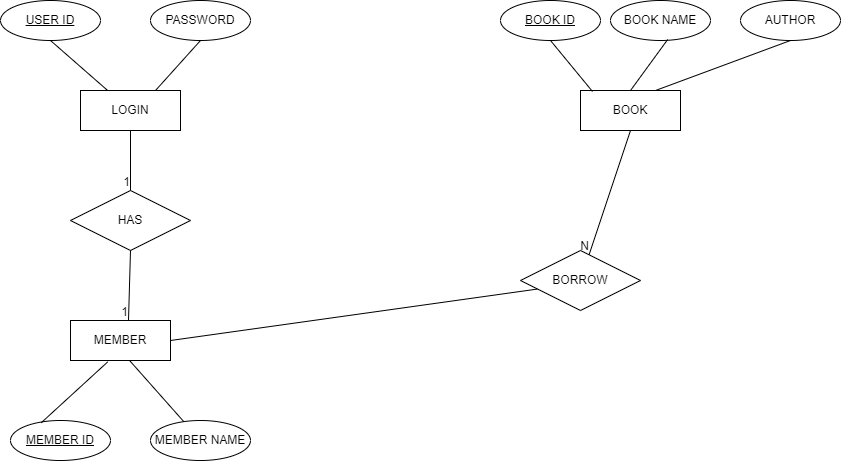 USER ID
PASSWORD
BOOK ID
BOOK NAME
AUTHOR
LOGIN
BOOK
1
HAS
N
BORROW
1
MEMBER
MEMBER ID
MEMBER NAME